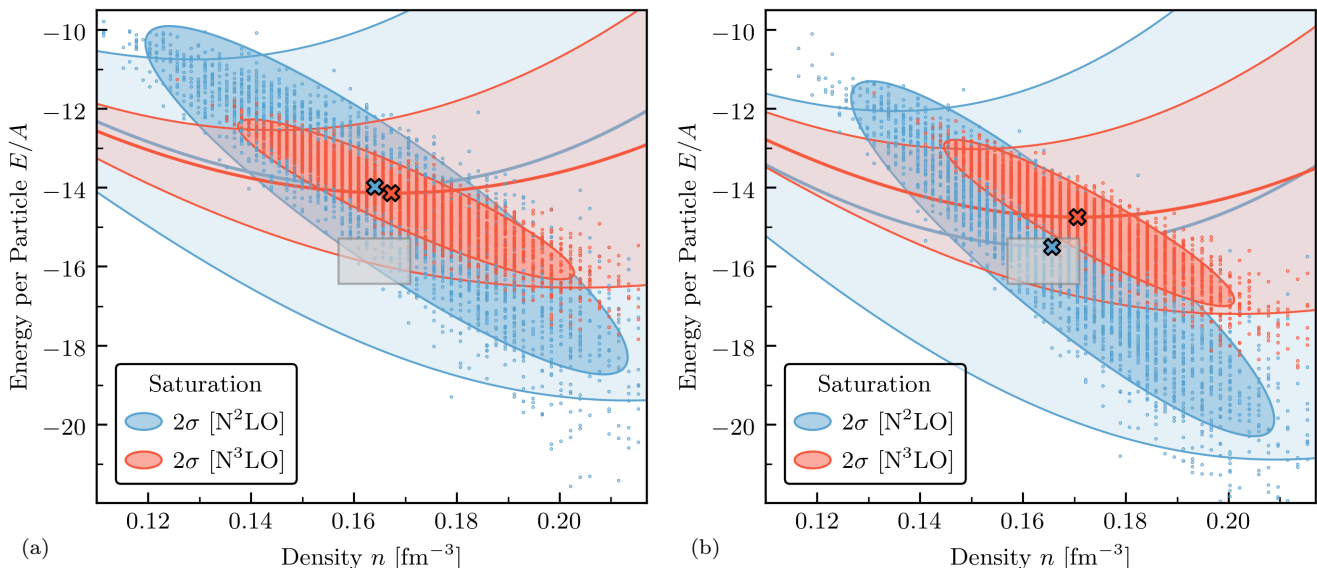 Energy per Particle E/A
−10
−12
−14
−16
−18
−20
Saturation
2σ [N²LO]
2σ [N³LO]
0.12 0.14 0.16 0.18 0.20
Density n [fm⁻³]
(a)
Energy per Particle E/A
−10
−12
−14
−16
−18
−20
Saturation
2σ [N²LO]
2σ [N³LO]
0.12 0.14 0.16 0.18 0.20
Density n [fm⁻³]
(b)